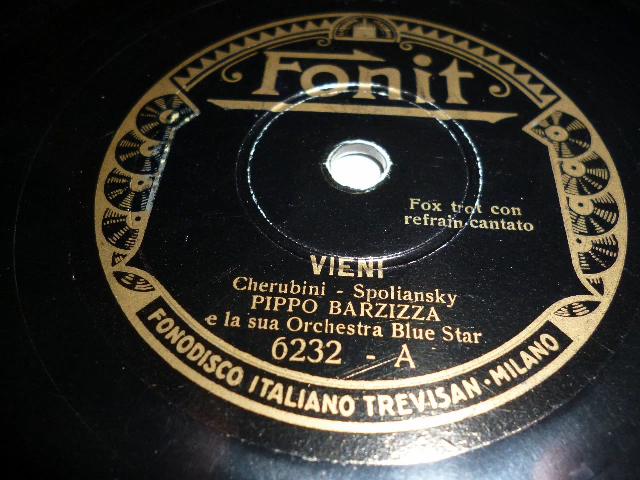 Fonit
Fox trot con
refrain cantato
VIENI
Cherubini - Spoliansky
PIPPO BARZIZZA
e la sua Orchestra Blue Star
6232 - A
FONODISCO ITALIANO TREVISAN · MILANO